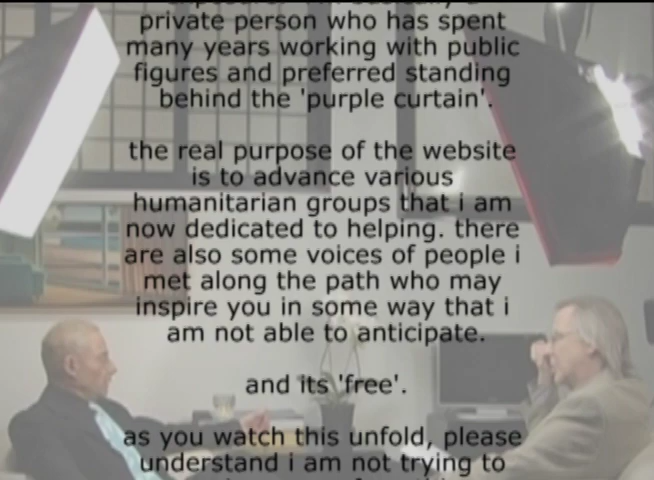 private person who has spent
many years working with public
figures and preferred standing
behind the 'purple curtain'.
the real purpose of the website
is to advance various
humanitarian groups that i am
now dedicated to helping. there
are also some voices of people i
met along the path who may
inspire you in some way that i
am not able to anticipate.
and its 'free'.
as you watch this unfold, please
understand i am not trying to